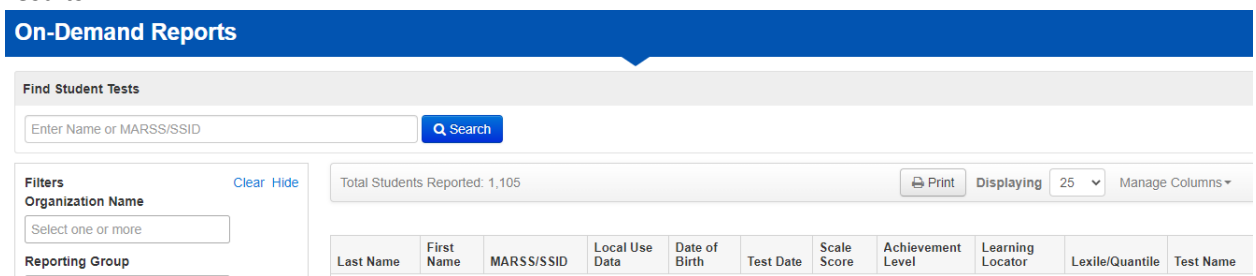 On-Demand Reports
Find Student Tests
Enter Name or MARSS/SSID
Search
Filters
Clear Hide
Organization Name
Select one or more
Reporting Group
Total Students Reported: 1,105
Print Displaying 25 Manage Columns
Last Name First Name MARSS/SSID Local Use Data Date of Birth Test Date Scale Score Achievement Level Learning Locator Lexile/Quantile Test Name